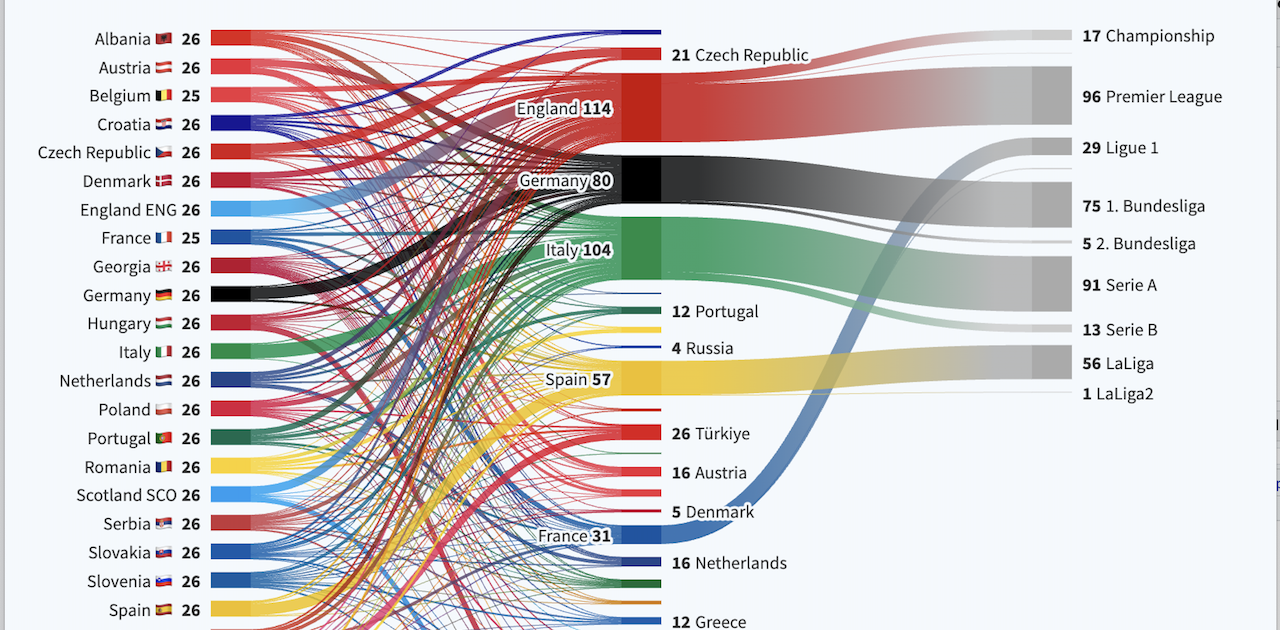 Albania 26
Austria 26
Belgium 25
Croatia 26
Czech Republic 26
Denmark 26
England ENG 26
France 25
Georgia 26
Germany 26
Hungary 26
Italy 26
Netherlands 26
Poland 26
Portugal 26
Romania 26
Scotland SCO 26
Serbia 26
Slovakia 26
Slovenia 26
Spain 26
21 Czech Republic
England 114
Germany 80
Italy 104
12 Portugal
4 Russia
Spain 57
26 Türkiye
16 Austria
5 Denmark
France 31
16 Netherlands
12 Greece
17 Championship
96 Premier League
29 Ligue 1
75 1. Bundesliga
5 2. Bundesliga
91 Serie A
13 Serie B
56 LaLiga
1 LaLiga2